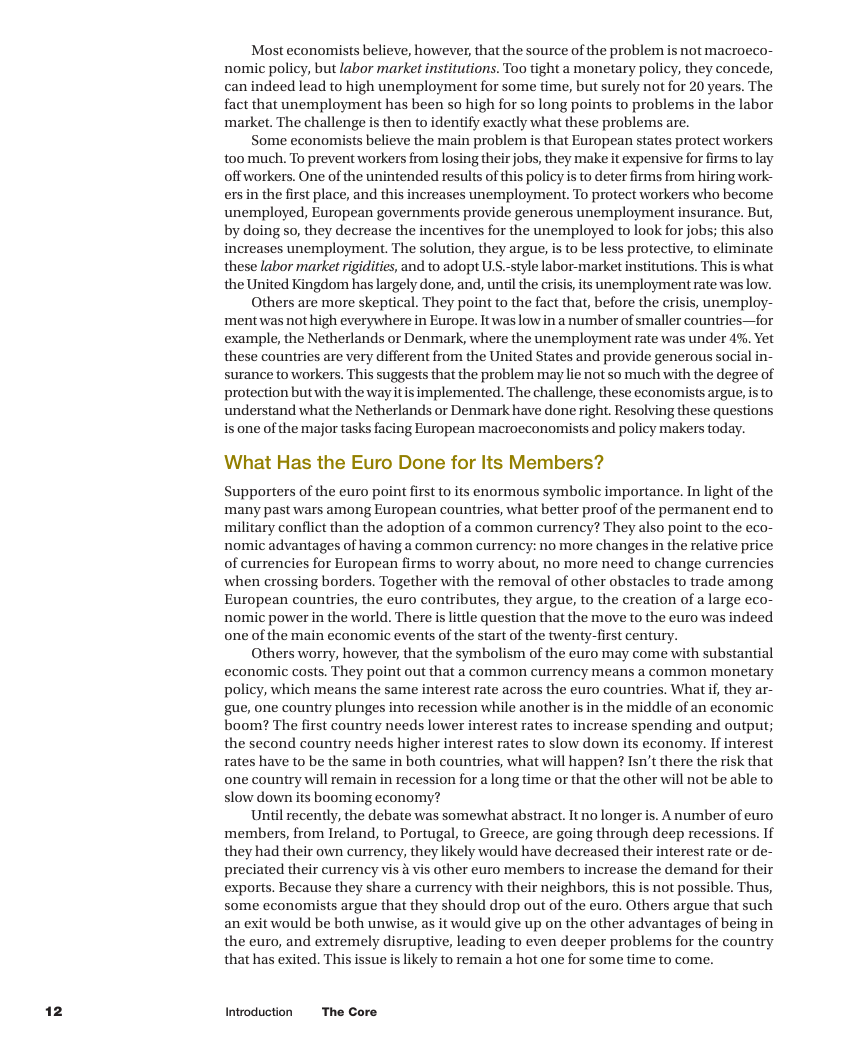 Most economists believe, however, that the source of the problem is not macroeco-
nomic policy, but labor market institutions. Too tight a monetary policy, they concede,
can indeed lead to high unemployment for some time, but surely not for 20 years. The
fact that unemployment has been so high for so long points to problems in the labor
market. The challenge is then to identify exactly what these problems are.
Some economists believe the main problem is that European states protect workers
too much. To prevent workers from losing their jobs, they make it expensive for firms to lay
off workers. One of the unintended results of this policy is to deter firms from hiring work-
ers in the first place, and this increases unemployment. To protect workers who become
unemployed, European governments provide generous unemployment insurance. But,
by doing so, they decrease the incentives for the unemployed to look for jobs; this also
increases unemployment. The solution, they argue, is to be less protective, to eliminate
these labor market rigidities, and to adopt U.S.-style labor-market institutions. This is what
the United Kingdom has largely done, and, until the crisis, its unemployment rate was low.
Others are more skeptical. They point to the fact that, before the crisis, unemploy-
ment was not high everywhere in Europe. It was low in a number of smaller countries—for
example, the Netherlands or Denmark, where the unemployment rate was under 4%. Yet
these countries are very different from the United States and provide generous social in-
surance to workers. This suggests that the problem may lie not so much with the degree of
protection but with the way it is implemented. The challenge, these economists argue, is to
understand what the Netherlands or Denmark have done right. Resolving these questions
is one of the major tasks facing European macroeconomists and policy makers today.
What Has the Euro Done for Its Members?
Supporters of the euro point first to its enormous symbolic importance. In light of the
many past wars among European countries, what better proof of the permanent end to
military conflict than the adoption of a common currency? They also point to the eco-
nomic advantages of having a common currency: no more changes in the relative price
of currencies for European firms to worry about, no more need to change currencies
when crossing borders. Together with the removal of other obstacles to trade among
European countries, the euro contributes, they argue, to the creation of a large eco-
nomic power in the world. There is little question that the move to the euro was indeed
one of the main economic events of the start of the twenty-first century.
Others worry, however, that the symbolism of the euro may come with substantial
economic costs. They point out that a common currency means a common monetary
policy, which means the same interest rate across the euro countries. What if, they ar-
gue, one country plunges into recession while another is in the middle of an economic
boom? The first country needs lower interest rates to increase spending and output;
the second country needs higher interest rates to slow down its economy. If interest
rates have to be the same in both countries, what will happen? Isn't there the risk that
one country will remain in recession for a long time or that the other will not be able to
slow down its booming economy?
Until recently, the debate was somewhat abstract. It no longer is. A number of euro
members, from Ireland, to Portugal, to Greece, are going through deep recessions. If
they had their own currency, they likely would have decreased their interest rate or de-
preciated their currency vis à vis other euro members to increase the demand for their
exports. Because they share a currency with their neighbors, this is not possible. Thus,
some economists argue that they should drop out of the euro. Others argue that such
an exit would be both unwise, as it would give up on the other advantages of being in
the euro, and extremely disruptive, leading to even deeper problems for the country
that has exited. This issue is likely to remain a hot one for some time to come.
12 Introduction The Core